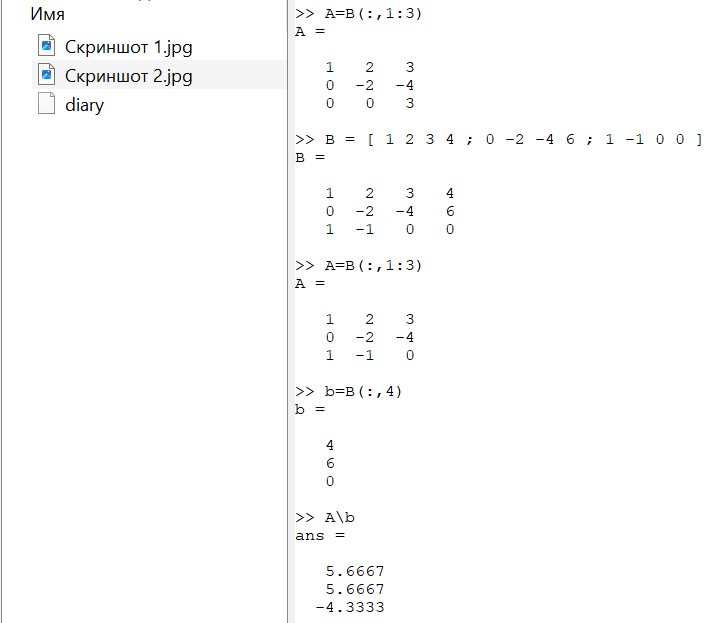 Имя
Скриншот 1.jpg
Скриншот 2.jpg
diary
>> A=B(:,1:3)
A =
1 2 3
0 -2 -4
0 0 3
>> B = [ 1 2 3 4 ; 0 -2 -4 6 ; 1 -1 0 0 ]
B =
1 2 3 4
0 -2 -4 6
1 -1 0 0
>> A=B(:,1:3)
A =
1 2 3
0 -2 -4
1 -1 0
>> b=B(:,4)
b =
4
6
0
>> A\b
ans =
5.6667
5.6667
-4.3333